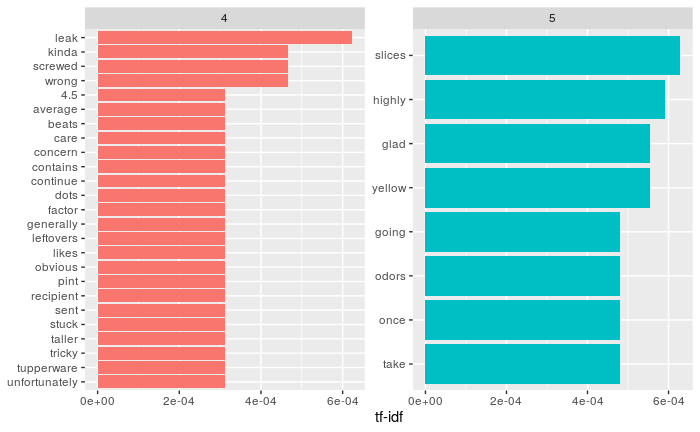 4
leak
kinda
screwed
wrong
4.5
average
beats
care
concern
contains
continue
dots
factor
generally
leftovers
likes
obvious
pint
recipient
sent
stuck
taller
tricky
tupperware
unfortunately
0e+00 2e-04 4e-04 6e-04
5
slices
highly
glad
yellow
going
odors
once
take
0e+00 2e-04 4e-04 6e-04
tf-idf